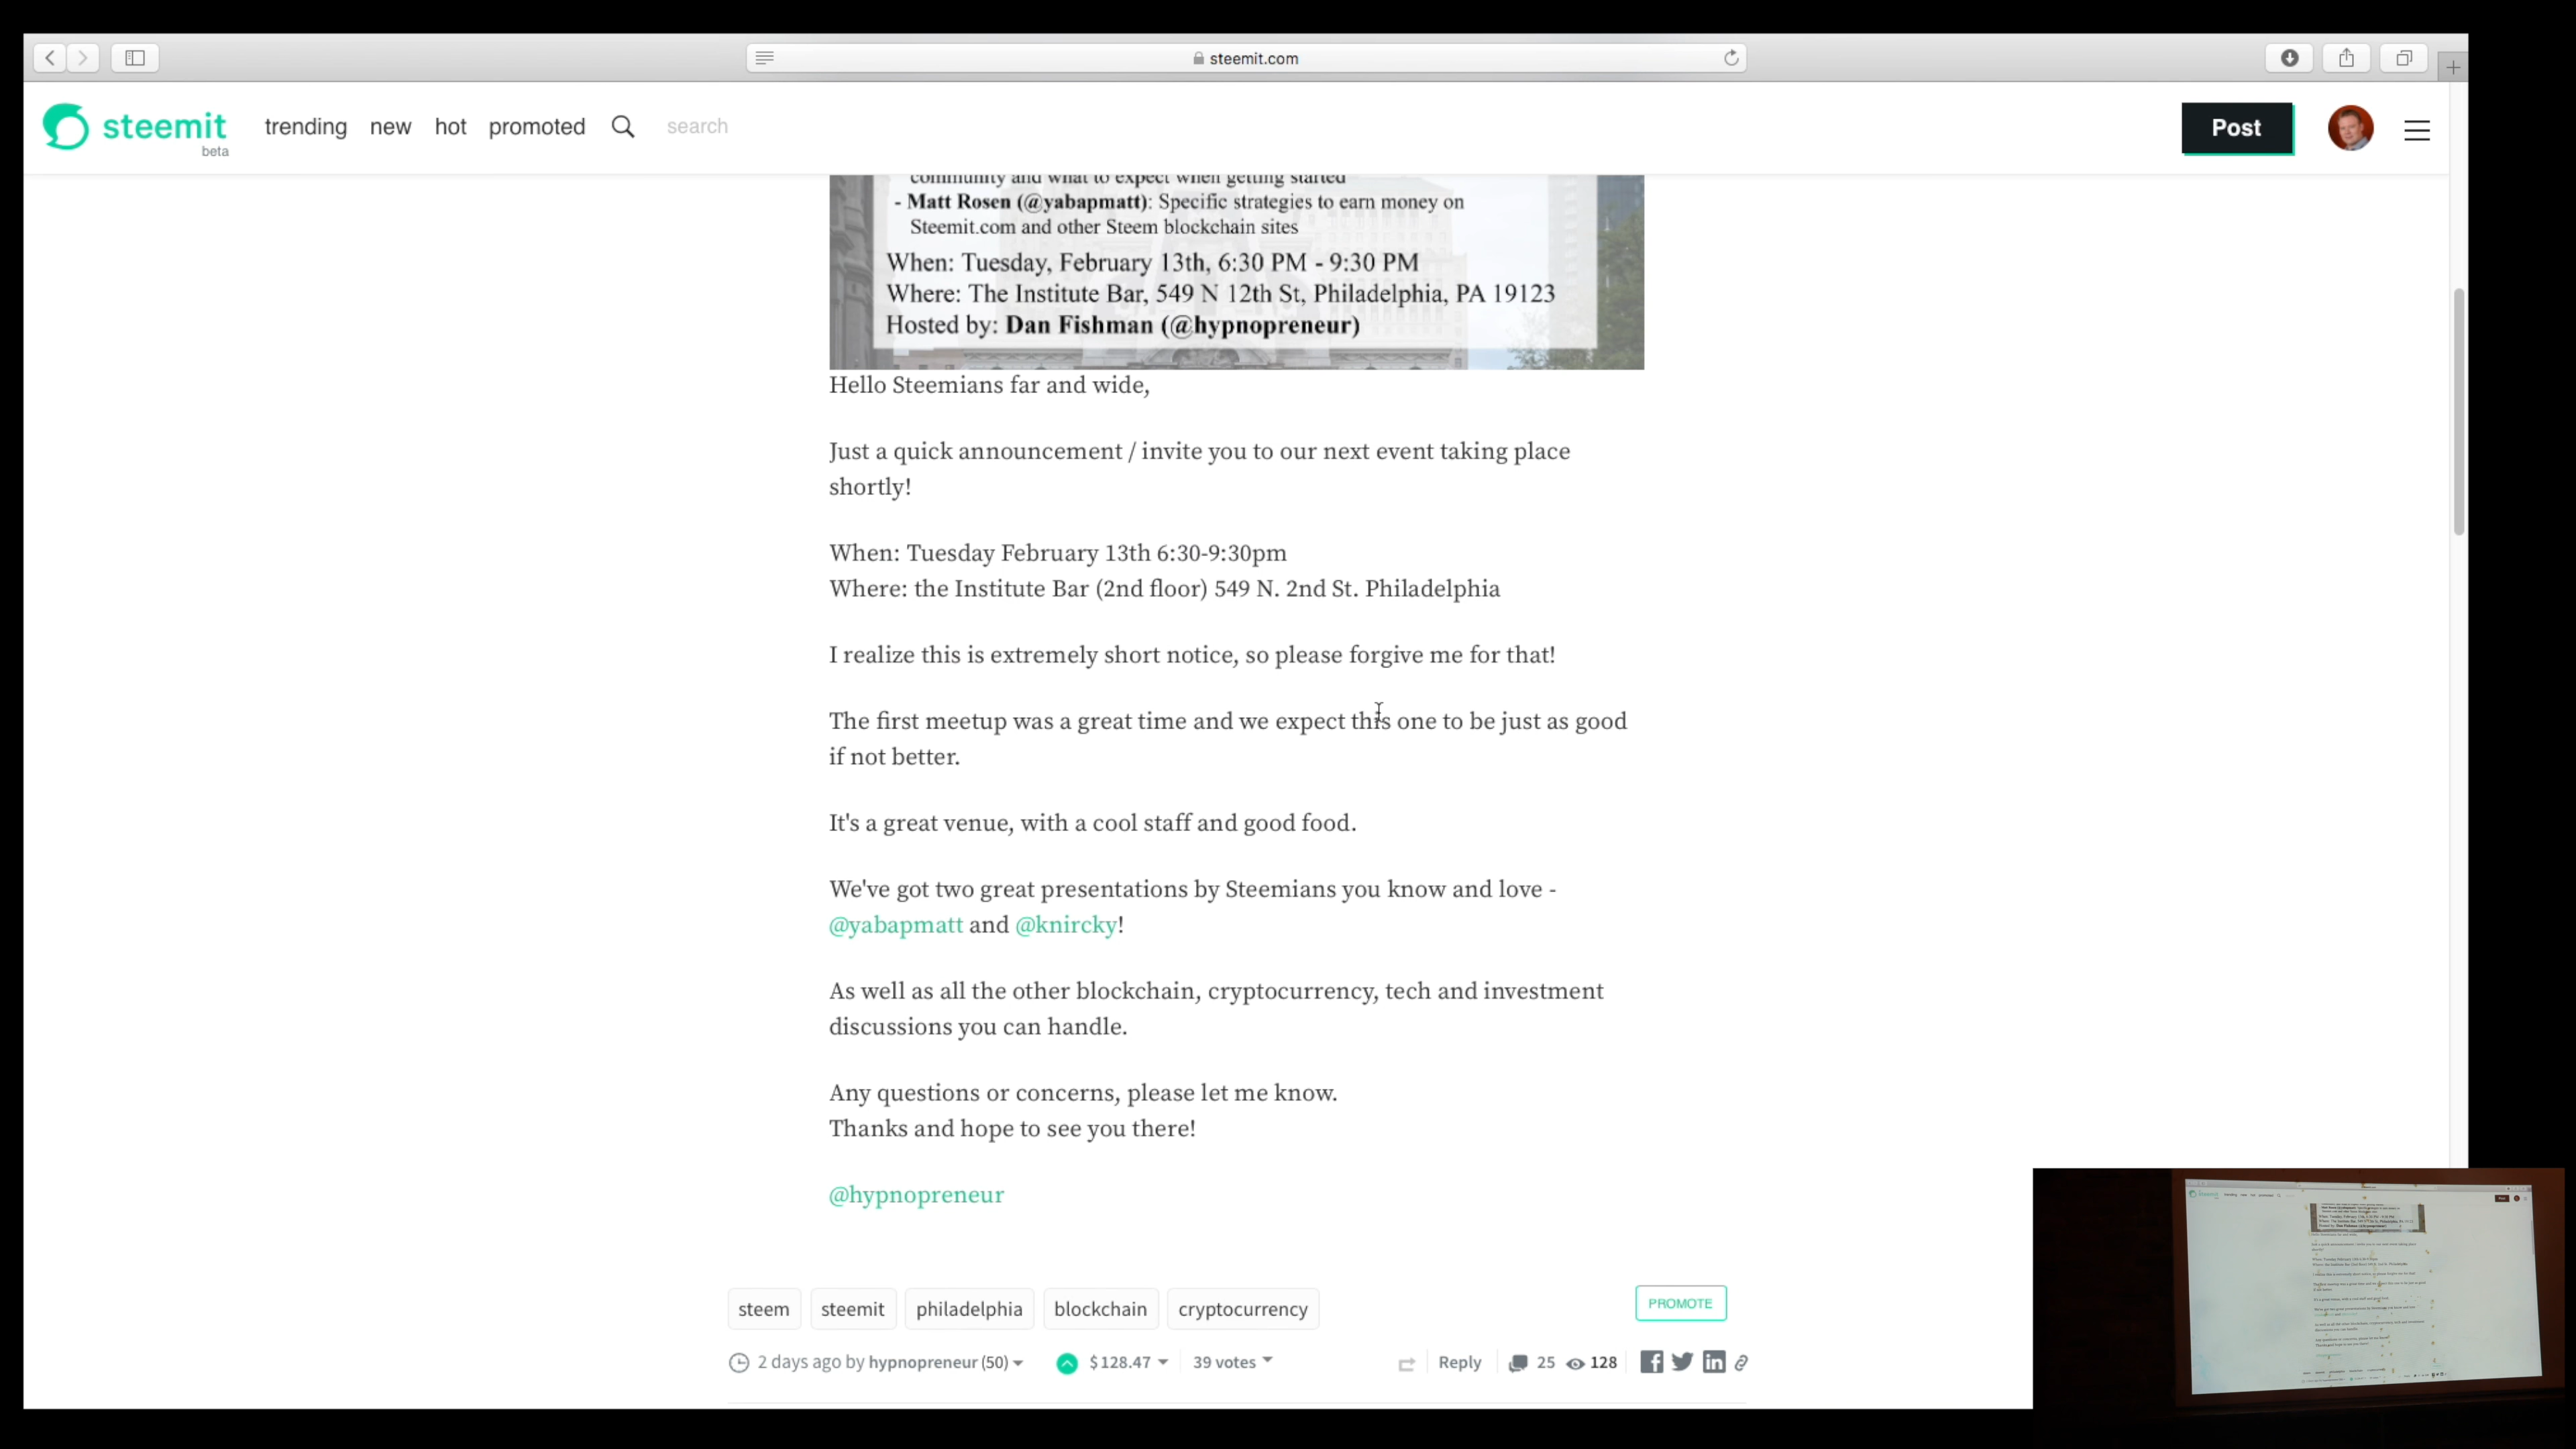 steemit.com
steemit
beta
trending new hot promoted search
Post
community and what to expect when getting started
- Matt Rosen (@yabapmatt): Specific strategies to earn money on
Steemit.com and other Steem blockchain sites
When: Tuesday, February 13th, 6:30 PM - 9:30 PM
Where: The Institute Bar, 549 N 12th St, Philadelphia, PA 19123
Hosted by: Dan Fishman (@hypnopreneur)
Hello Steemians far and wide,
Just a quick announcement / invite you to our next event taking place
shortly!
When: Tuesday February 13th 6:30-9:30pm
Where: the Institute Bar (2nd floor) 549 N. 2nd St. Philadelphia
I realize this is extremely short notice, so please forgive me for that!
The first meetup was a great time and we expect this one to be just as good
if not better.
It's a great venue, with a cool staff and good food.
We've got two great presentations by Steemians you know and love -
@yabapmatt and @knircky!
As well as all the other blockchain, cryptocurrency, tech and investment
discussions you can handle.
Any questions or concerns, please let me know.
Thanks and hope to see you there!
@hypnopreneur
steem steemit philadelphia blockchain cryptocurrency
PROMOTE
2 days ago by hypnopreneur (50) $128.47 39 votes Reply 25 128